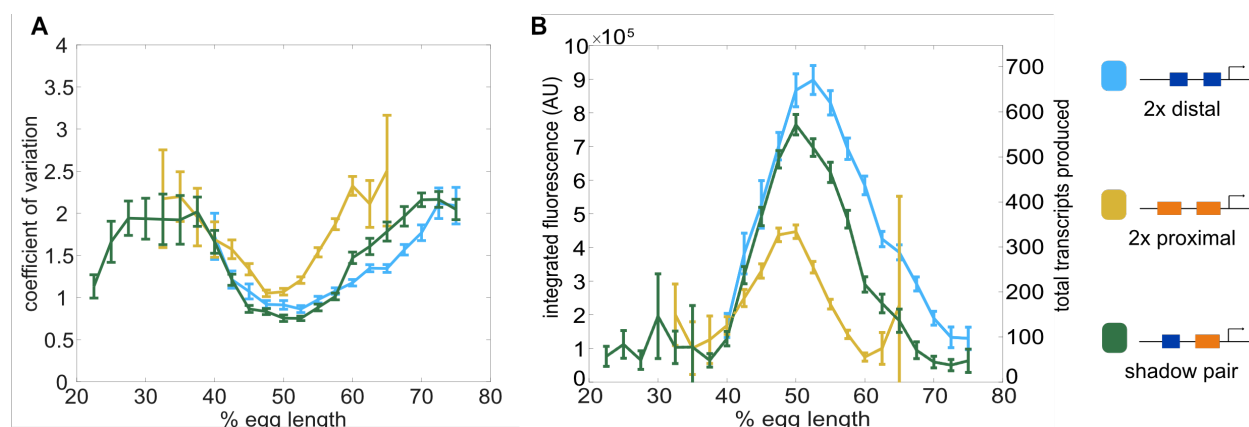 A
coefficient of variation
4
3.5
3
2.5
2
1.5
1
0.5
0
20 30 40 50 60 70 80
% egg length
B
10 ×10⁵
integrated fluorescence (AU)
9
8
7
6
5
4
3
2
1
0
20 30 40 50 60 70 80
% egg length
700
600
500
400
300
200
100
0
total transcripts produced
2x distal
2x proximal
shadow pair